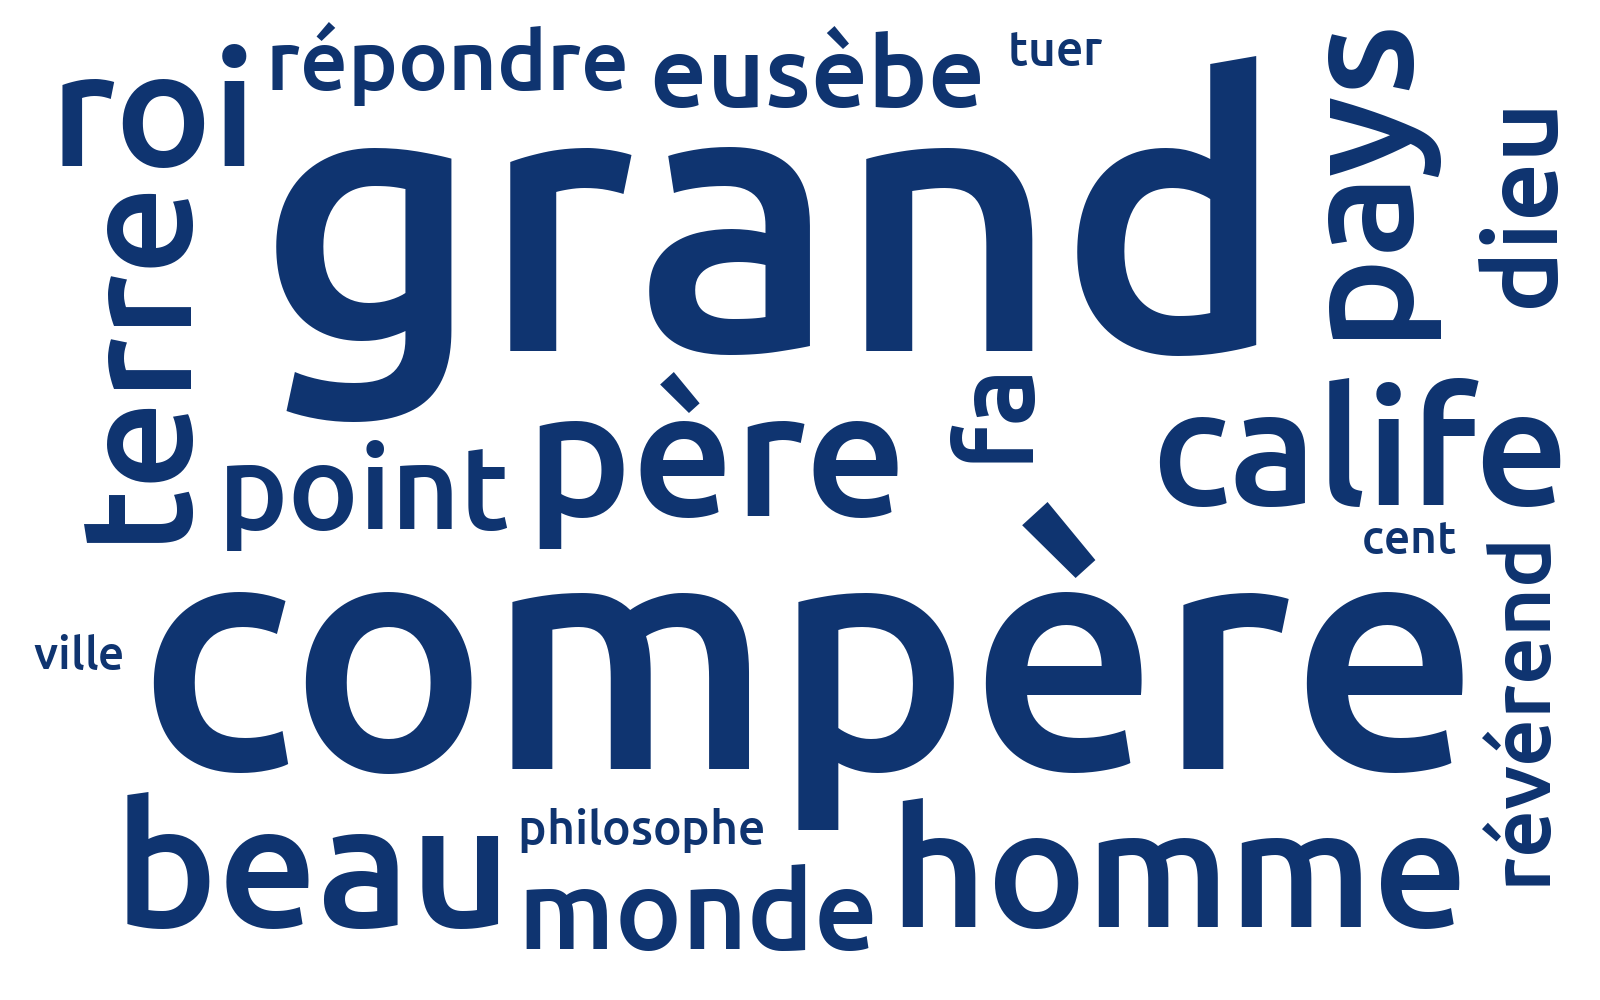 roi
répondre
eusèbe
tuer
grand
pays
dieu
terre
point
père
fa
calife
cent
ville
compère
révérend
beau
philosophe
monde
homme